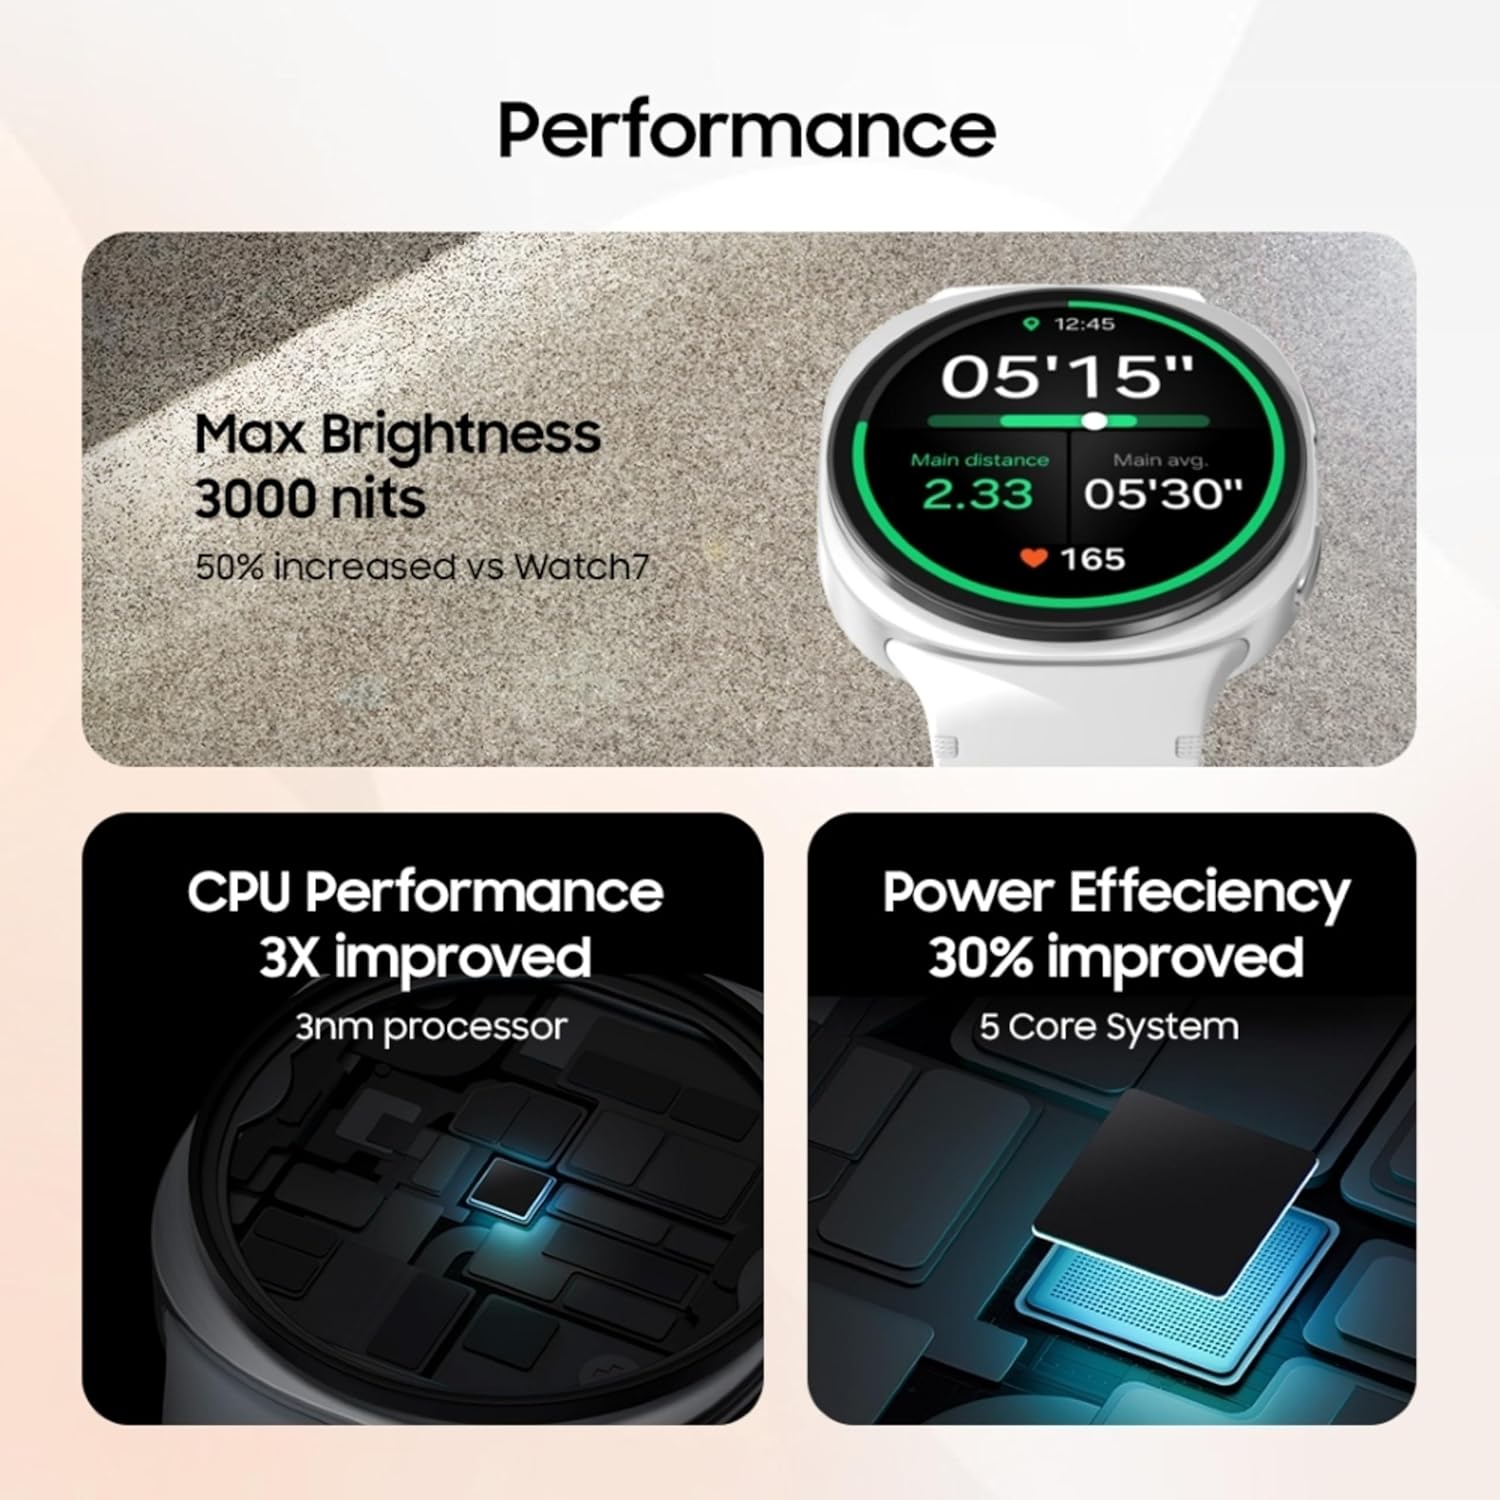 Performance
Max Brightness
3000 nits
50% increased vs Watch7
12:45
05'15"
Main distance
2.33
Main avg.
05'30"
165
CPU Performance
3X improved
3nm processor
Power Effeciency
30% improved
5 Core System